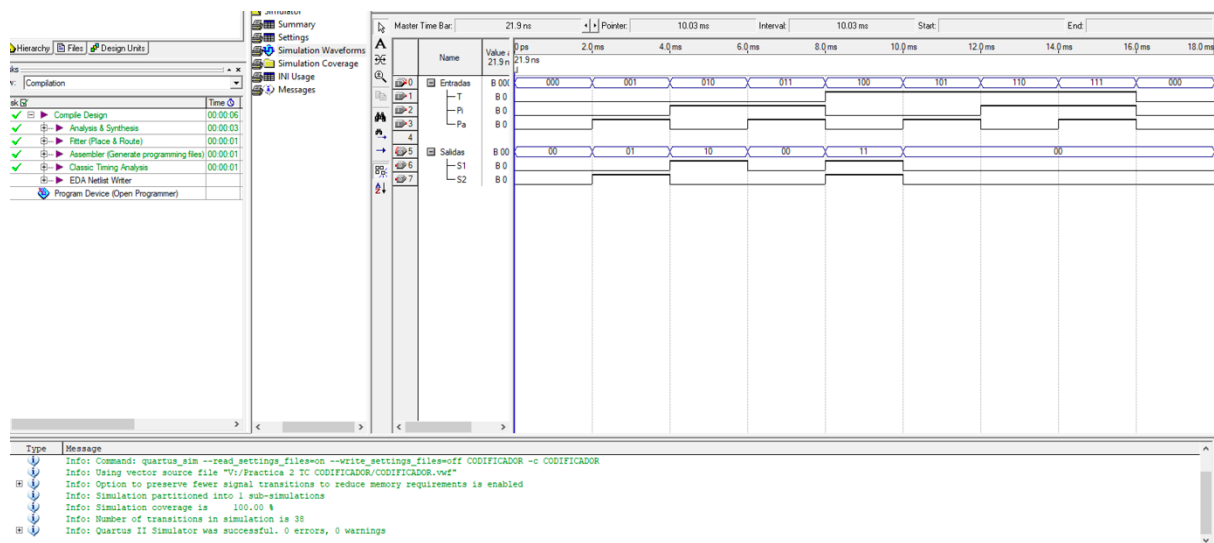 Simulator
Summary
Settings
Simulation Waveforms
Simulation Coverage
INI Usage
Messages
Hierarchy Files Design Units
Compilation
Time
Compile Design 00:00:06
Analysis & Synthesis 00:00:03
Fitter (Place & Route) 00:00:01
Assembler (Generate programming files) 00:00:01
Classic Timing Analysis 00:00:01
EDA Netlist Writer
Program Device (Open Programmer)
Master Time Bar: 21.9 ns Pointer: 10.03 ms Interval: 10.03 ms Start: End:
Name
Value
21.9 n
0 ps 2.0 ms 4.0 ms 6.0 ms 8.0 ms 10.0 ms 12.0 ms 14.0 ms 16.0 ms 18.0 ms
21.9 ns
0 Entradas B 000 000 001 010 011 100 101 110 111 000
1 T B 0
2 Pi B 0
3 Pa B 0
4
5 Salidas B 00 00 01 10 00 11 00
6 S1 B 0
7 S2 B 0
Type Message
Info: Command: quartus_sim --read_settings_files=on --write_settings_files=off CODIFICADOR -c CODIFICADOR
Info: Using vector source file "V:/Practica 2 TC CODIFICADOR/CODIFICADOR.vwf"
Info: Option to preserve fewer signal transitions to reduce memory requirements is enabled
Info: Simulation partitioned into 1 sub-simulations
Info: Simulation coverage is 100.00 %
Info: Number of transitions in simulation is 38
Info: Quartus II Simulator was successful. 0 errors, 0 warnings